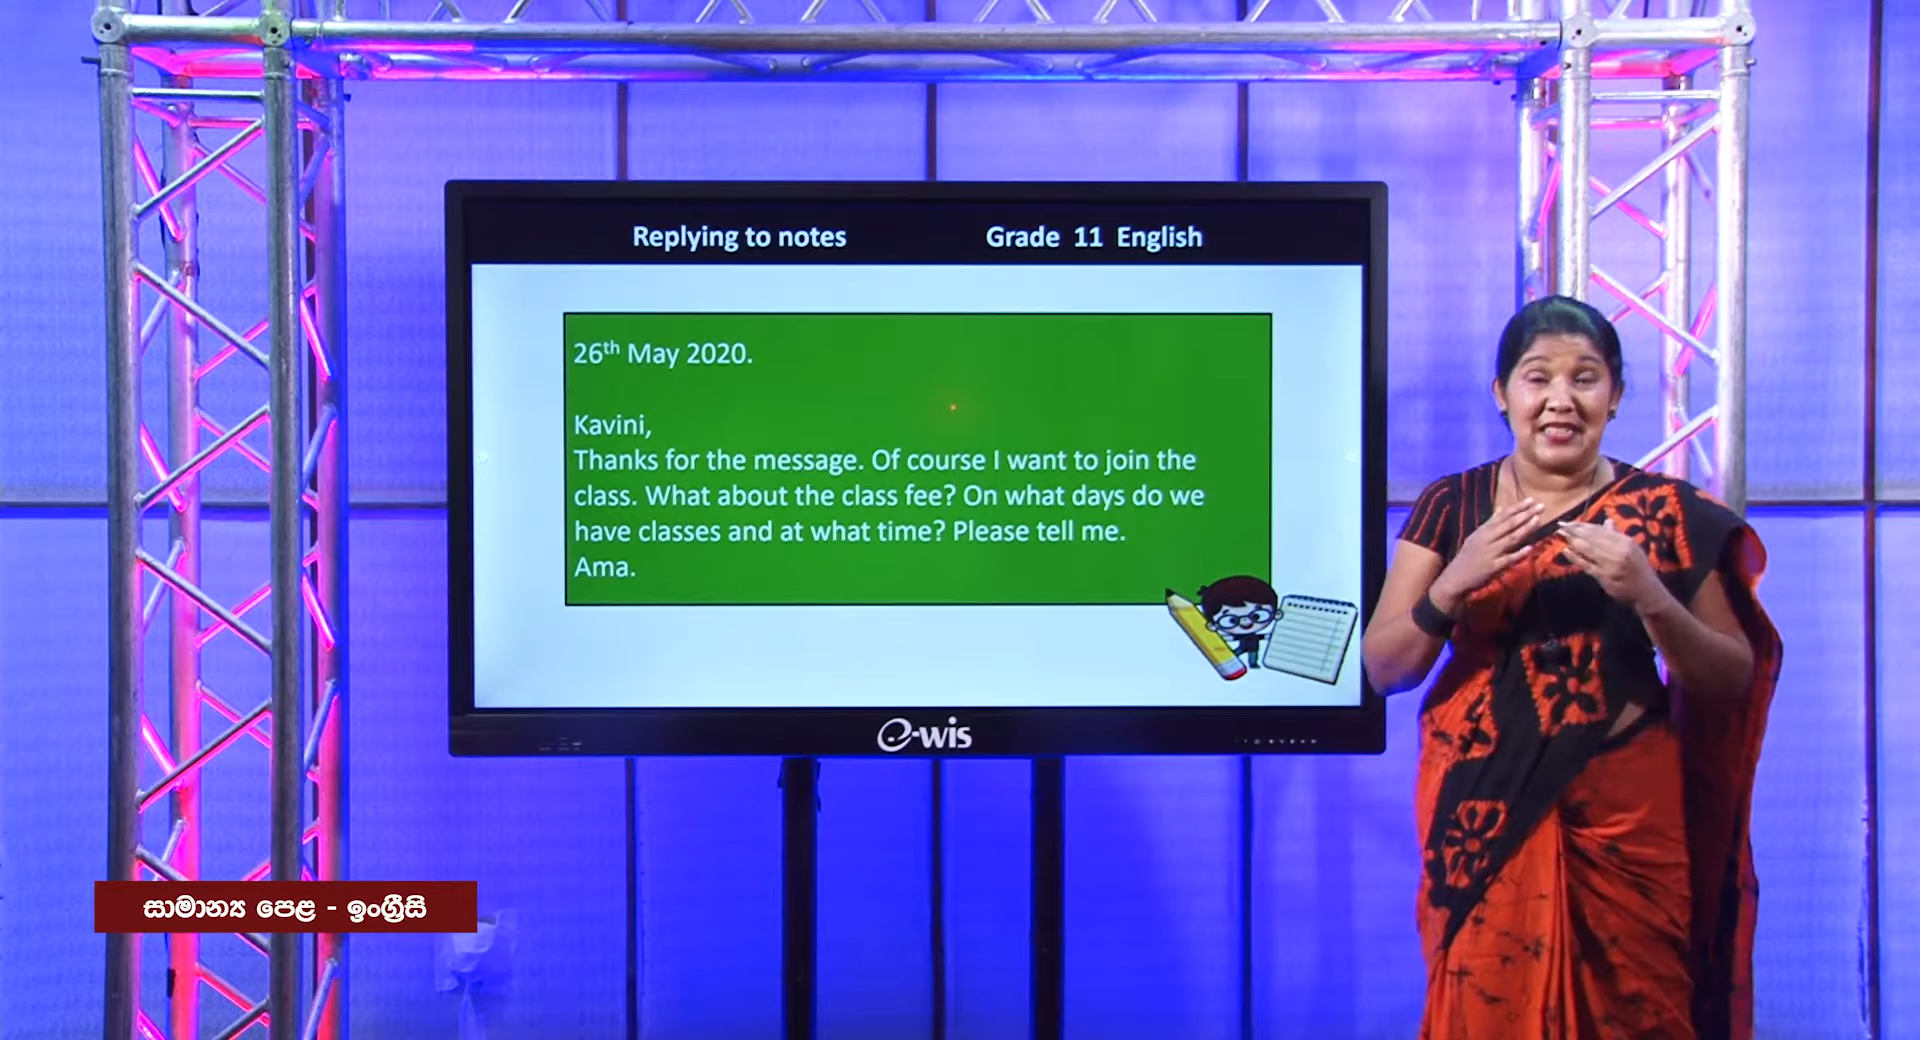 Replying to notes
Grade 11 English
26th May 2020.
Kavini,
Thanks for the message. Of course I want to join the
class. What about the class fee? On what days do we
have classes and at what time? Please tell me.
Ama.
e-wis
සාමාන්‍ය පෙළ - ඉංග්‍රීසි